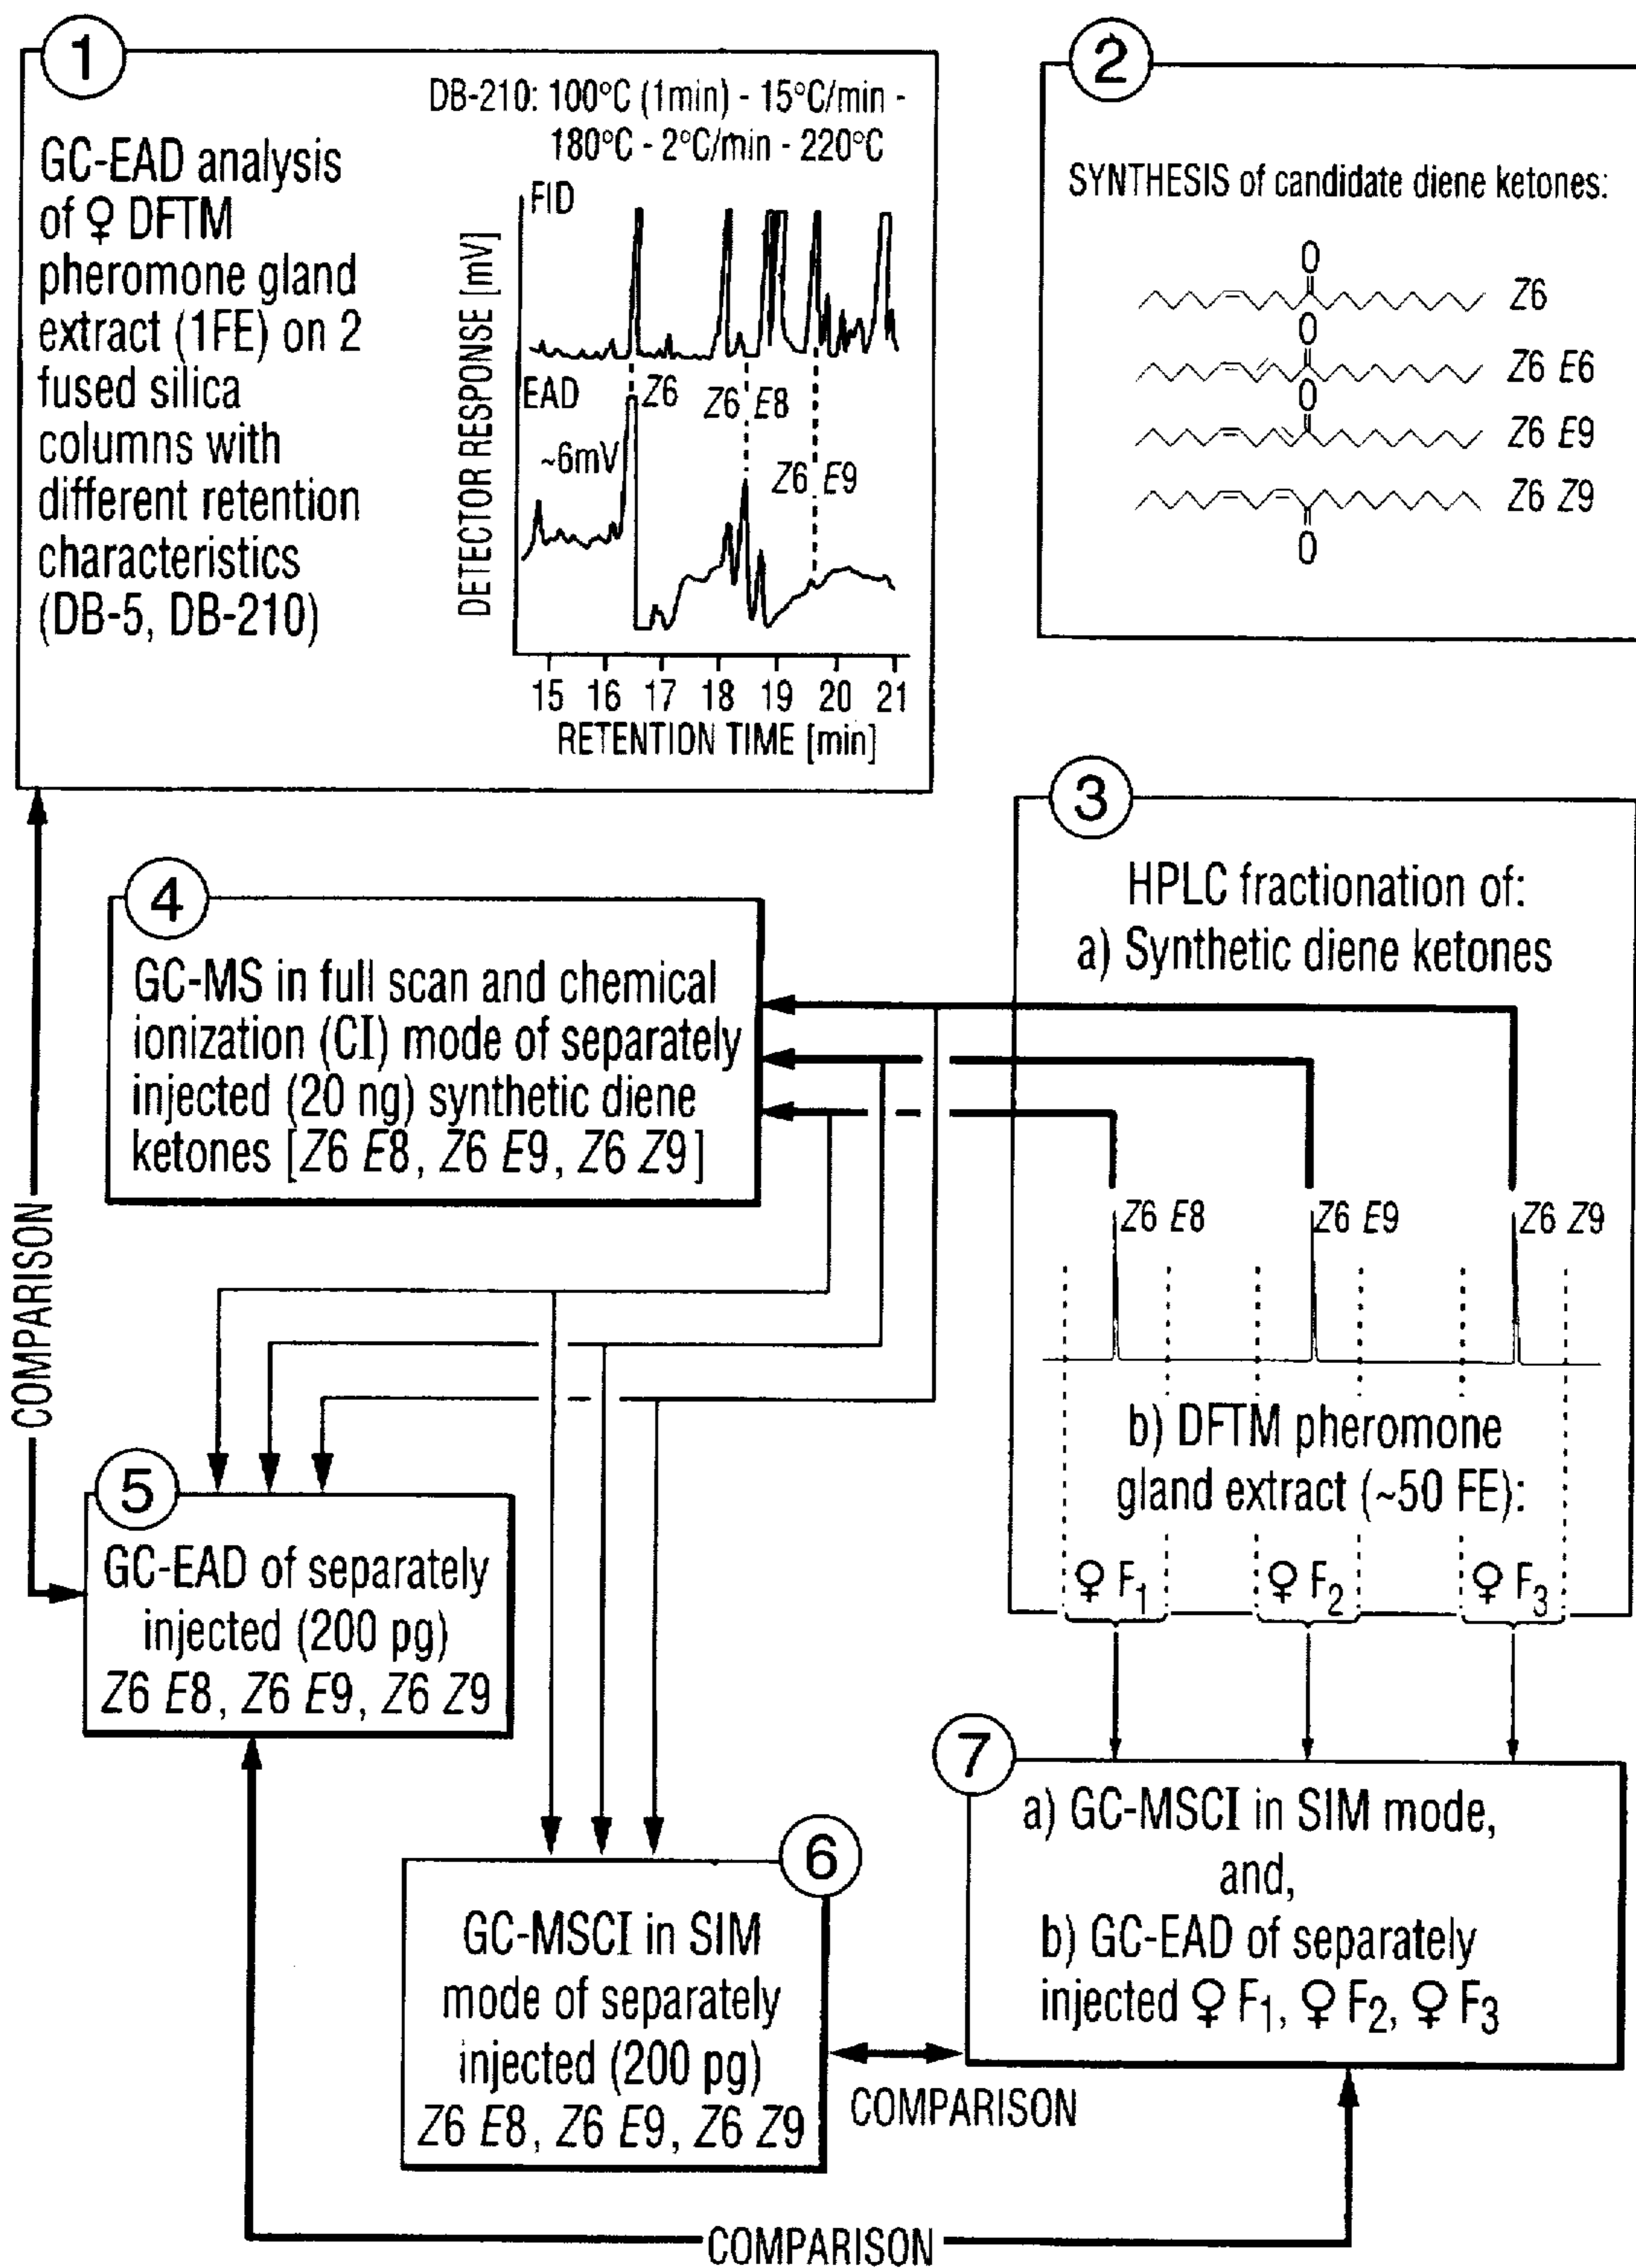 1
DB-210: 100°C (1min) - 15°C/min -
180°C - 2°C/min - 220°C
GC-EAD analysis
of ♀ DFTM
pheromone gland
extract (1FE) on 2
fused silica
columns with
different retention
characteristics
(DB-5, DB-210)
DETECTOR RESPONSE [mV]
FID
EAD
Z6
Z6 E8
~6mV
Z6 E9
15 16 17 18 19 20 21
RETENTION TIME [min]
2
SYNTHESIS of candidate diene ketones:
O
Z6
O
Z6 E6
O
Z6 E9
Z6 Z9
O
3
HPLC fractionation of:
a) Synthetic diene ketones
Z6 E8
Z6 E9
Z6 Z9
b) DFTM pheromone
gland extract (~50 FE):
♀ F1
♀ F2
♀ F3
4
GC-MS in full scan and chemical
ionization (CI) mode of separately
injected (20 ng) synthetic diene
ketones [Z6 E8, Z6 E9, Z6 Z9]
COMPARISON
5
GC-EAD of separately
injected (200 pg)
Z6 E8, Z6 E9, Z6 Z9
6
GC-MSCI in SIM
mode of separately
injected (200 pg)
Z6 E8, Z6 E9, Z6 Z9
7
a) GC-MSCI in SIM mode,
and,
b) GC-EAD of separately
injected ♀ F1, ♀ F2, ♀ F3
COMPARISON
COMPARISON